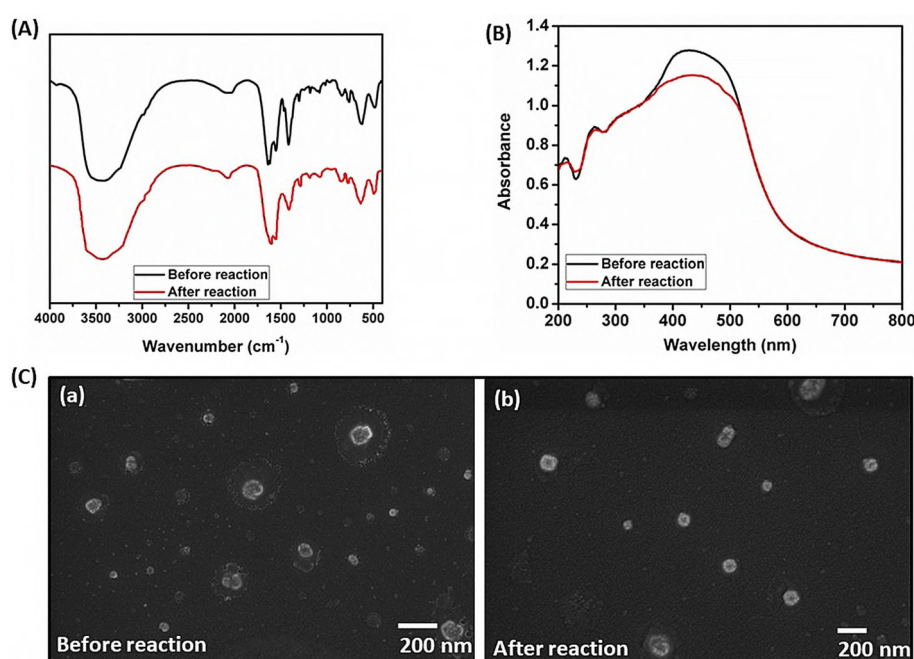 (A)
Before reaction
After reaction
4000 3500 3000 2500 2000 1500 1000 500
Wavenumber (cm⁻¹)
(B)
Absorbance
1.4
1.2
1.0
0.8
0.6
0.4
0.2
0.0
Before reaction
After reaction
200 300 400 500 600 700 800
Wavelength (nm)
(C)
(a)
Before reaction
200 nm
(b)
After reaction
200 nm